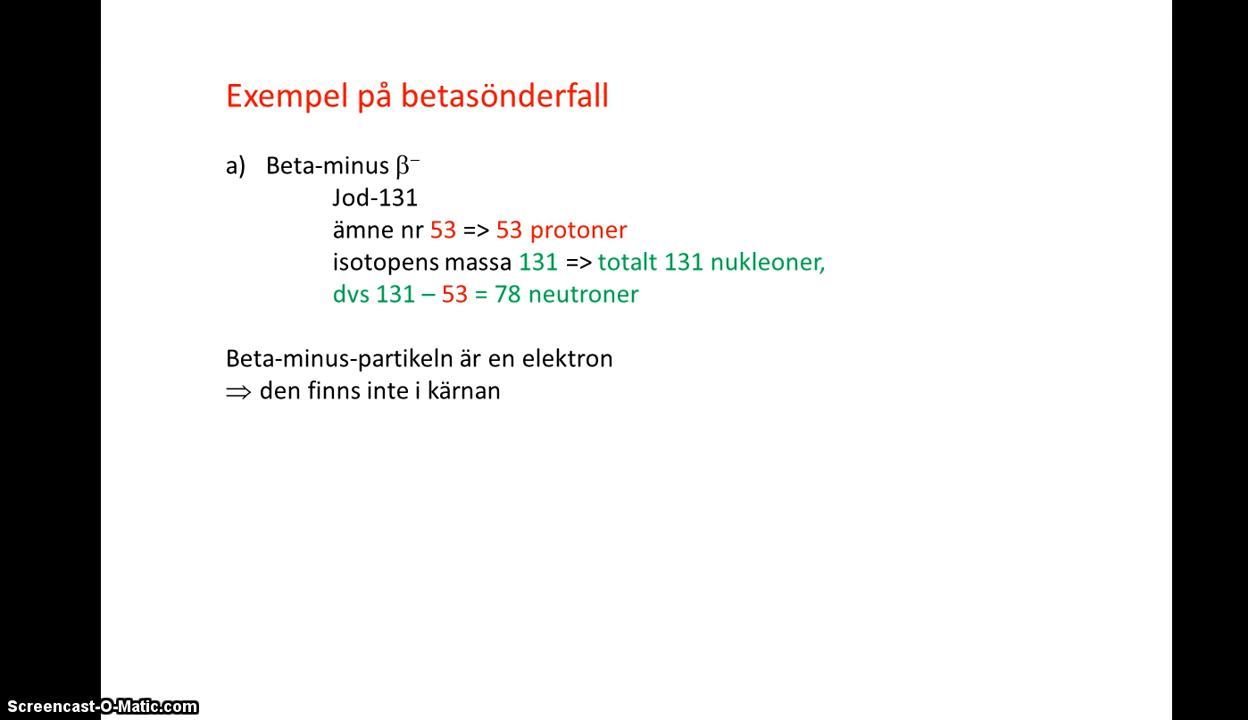 Exempel på betasönderfall
a) Beta-minus β⁻
Jod-131
ämne nr 53 => 53 protoner
isotopens massa 131 => totalt 131 nukleoner,
dvs 131 – 53 = 78 neutroner
Beta-minus-partikeln är en elektron
⇒ den finns inte i kärnan
Screencast-O-Matic.com